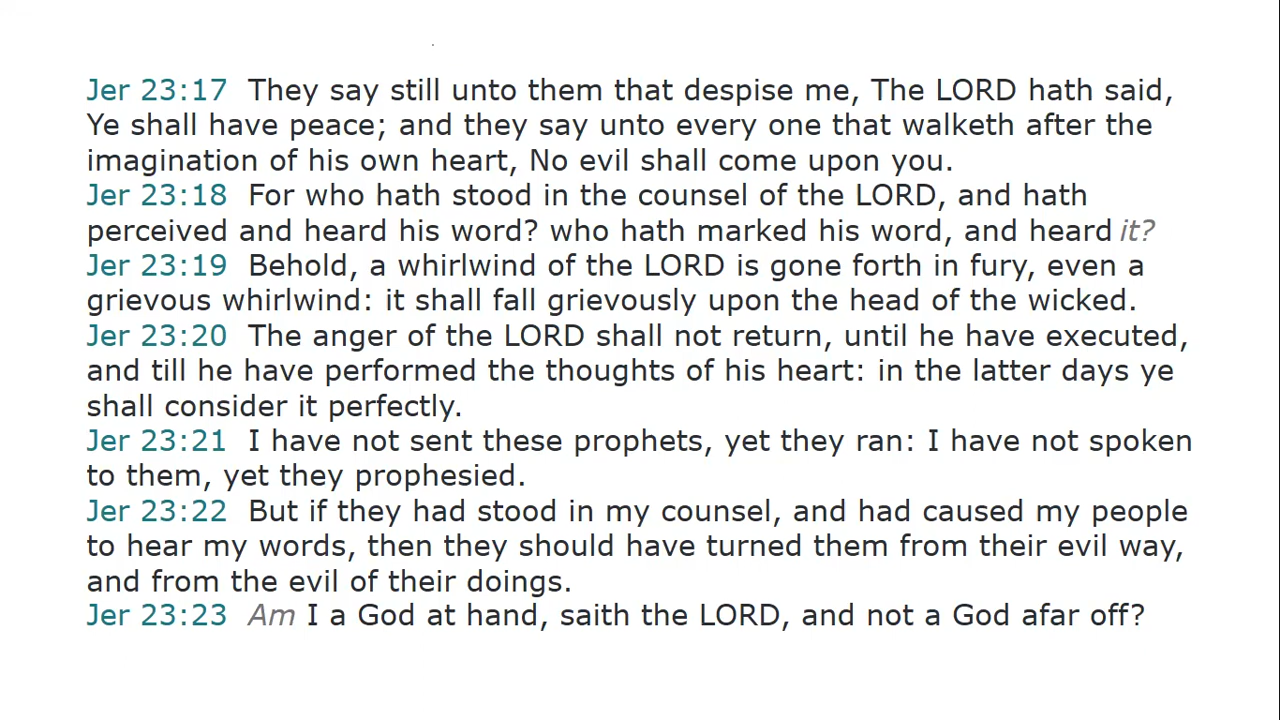 Jer 23:17 They say still unto them that despise me, The LORD hath said,
Ye shall have peace; and they say unto every one that walketh after the
imagination of his own heart, No evil shall come upon you.
Jer 23:18 For who hath stood in the counsel of the LORD, and hath
perceived and heard his word? who hath marked his word, and heard it?
Jer 23:19 Behold, a whirlwind of the LORD is gone forth in fury, even a
grievous whirlwind: it shall fall grievously upon the head of the wicked.
Jer 23:20 The anger of the LORD shall not return, until he have executed,
and till he have performed the thoughts of his heart: in the latter days ye
shall consider it perfectly.
Jer 23:21 I have not sent these prophets, yet they ran: I have not spoken
to them, yet they prophesied.
Jer 23:22 But if they had stood in my counsel, and had caused my people
to hear my words, then they should have turned them from their evil way,
and from the evil of their doings.
Jer 23:23 Am I a God at hand, saith the LORD, and not a God afar off?